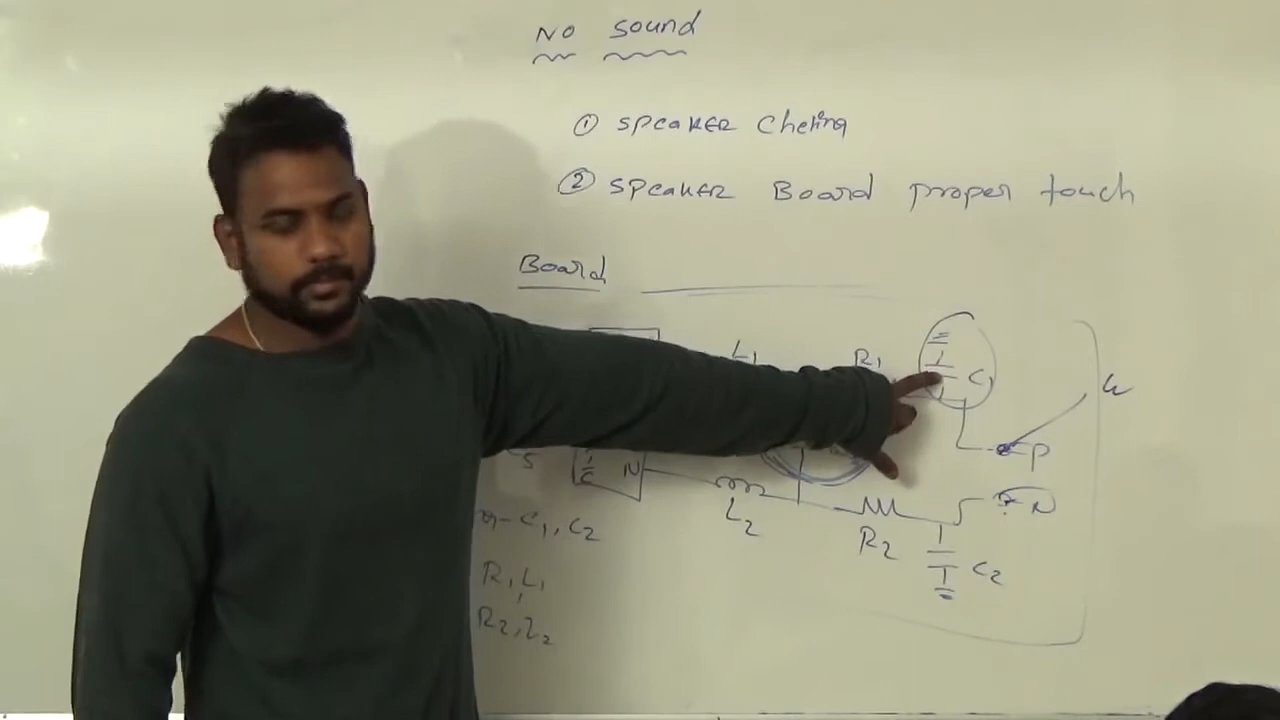 No sound
① SPEAKER Cheking
② SPEAKER Board proper touch
Board
L1
R1
C1
P
N
L2
R2
N
C2
C1, C2
R1, L1
R2, L2